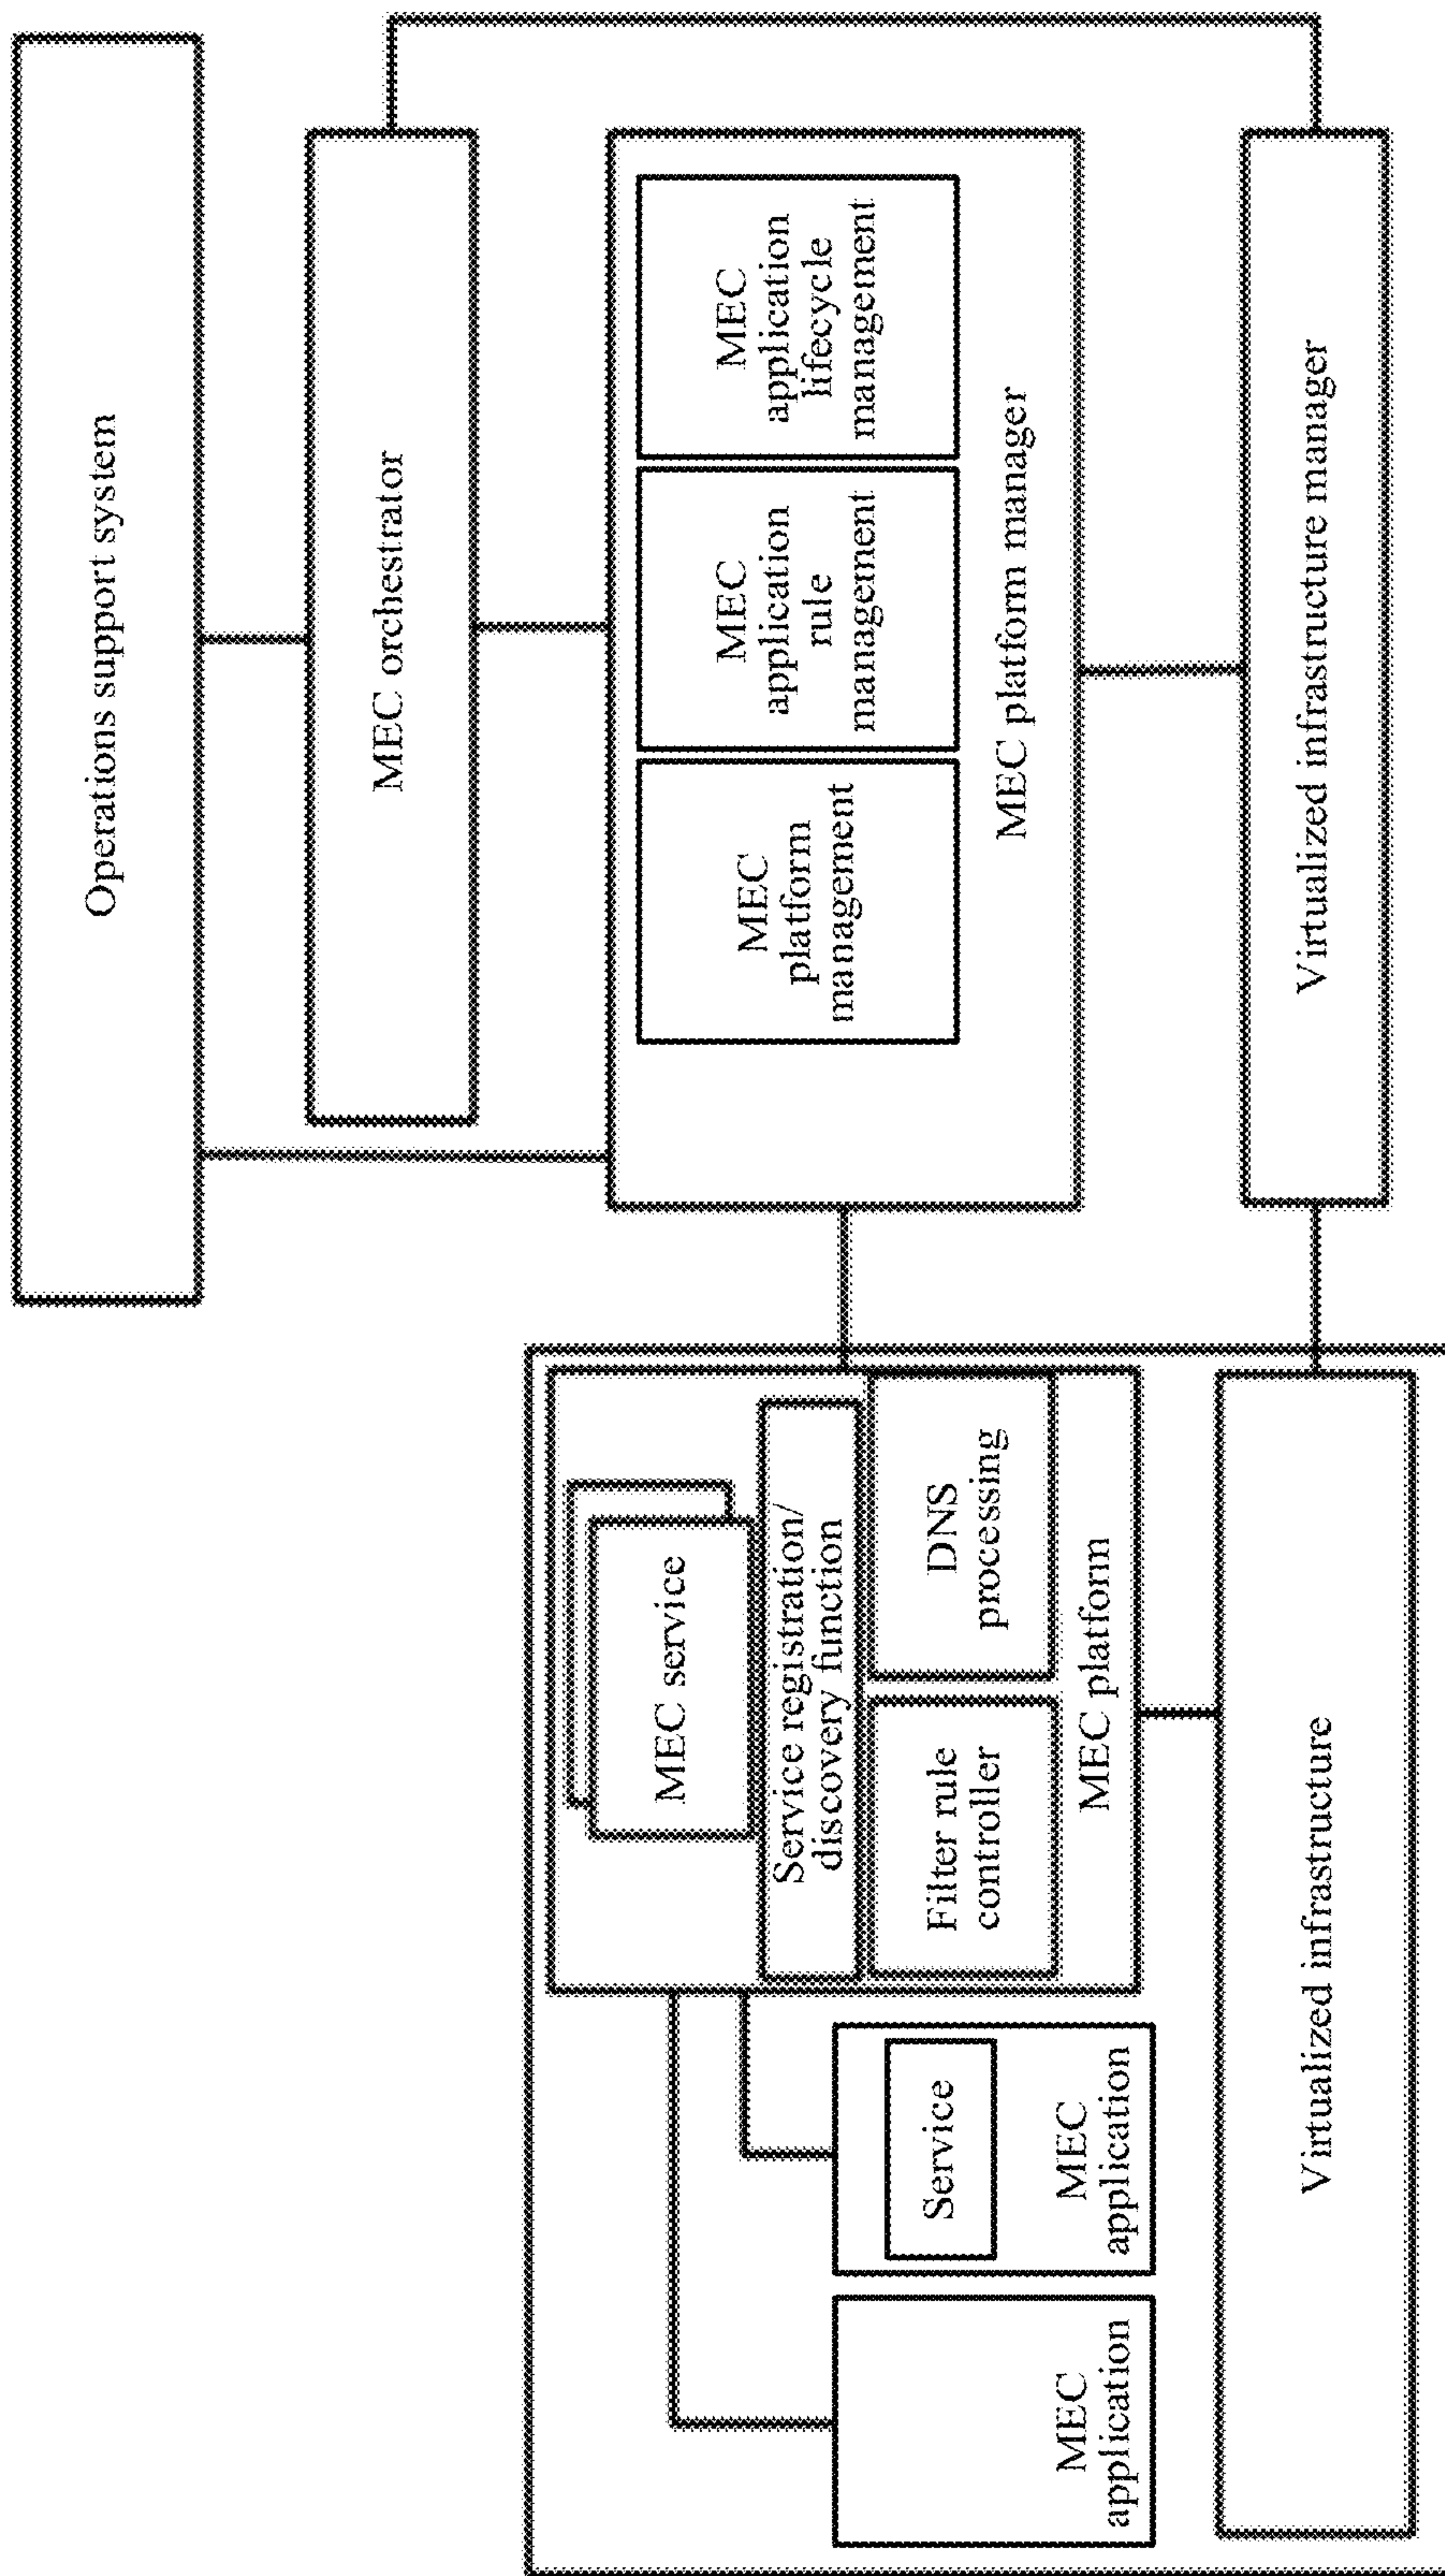 Operations support system
MEC orchestrator
MEC
platform
management
MEC
application
rule
management
MEC
application
lifecycle
management
MEC platform manager
Virtualized infrastructure manager
MEC service
Service registration/
discovery function
Filter rule
controller
DNS
processing
MEC platform
Service
MEC
application
MEC
application
Virtualized infrastructure